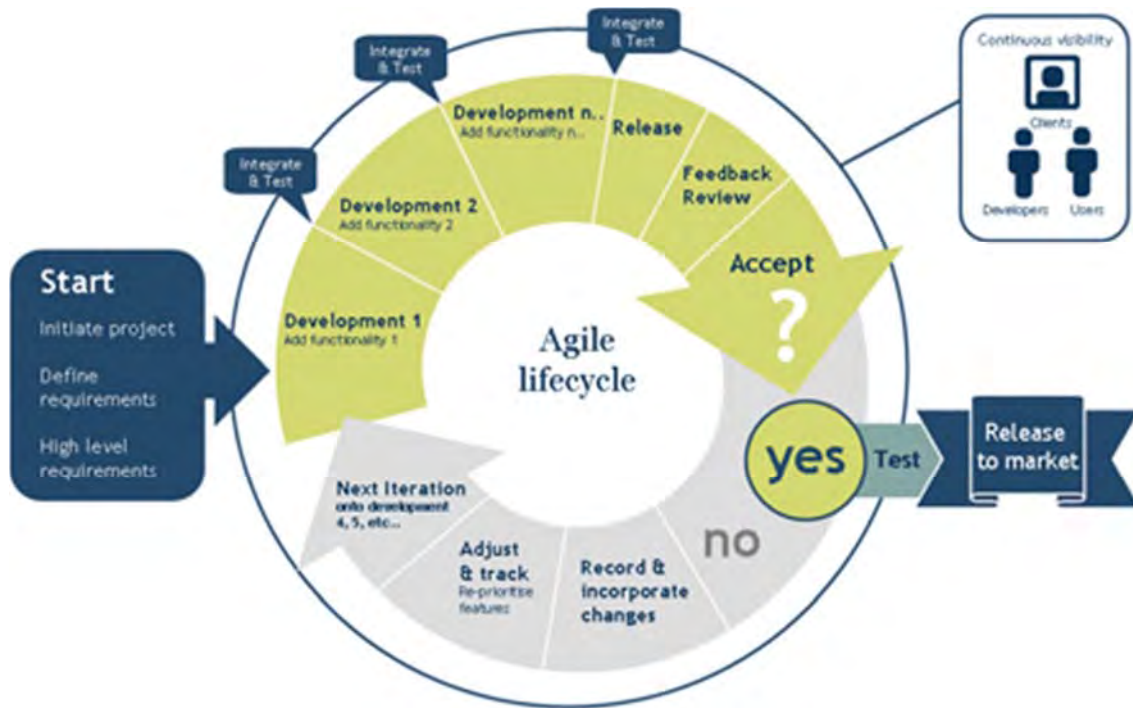 Start
Initiate project
Define
requirements
High level
requirements
Integrate
& Test
Integrate
& Test
Integrate
& Test
Development 1
Add functionality 1
Development 2
Add functionality 2
Development n..
Add functionality n...
Release
Feedback
Review
Accept
?
yes
Test
Release
to market
no
Record &
incorporate
changes
Adjust
& track
Re-prioritise
features
Next Iteration
onto development
4, 5, etc...
Agile
lifecycle
Continuous visibility
Clients
Developers
Users